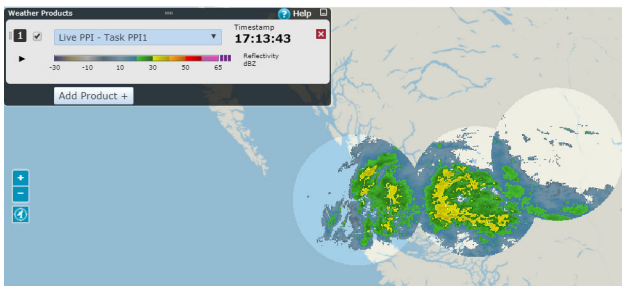 Weather Products
Help
1
Live PPI - Task PPI1
Timestamp
17:13:43
-30 -10 10 30 50 65
Reflectivity
dBZ
Add Product +